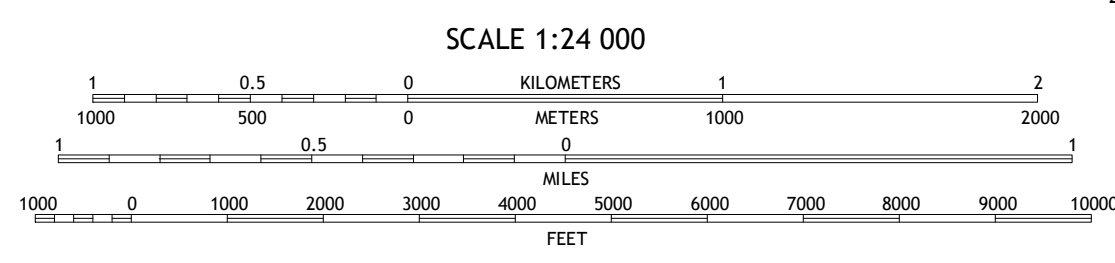 SCALE 1:24 000
1 0.5 0 KILOMETERS 1 2
1000 500 0 METERS 1000 2000
1 0.5 0 1
MILES
1000 0 1000 2000 3000 4000 5000 6000 7000 8000 9000 10000
FEET